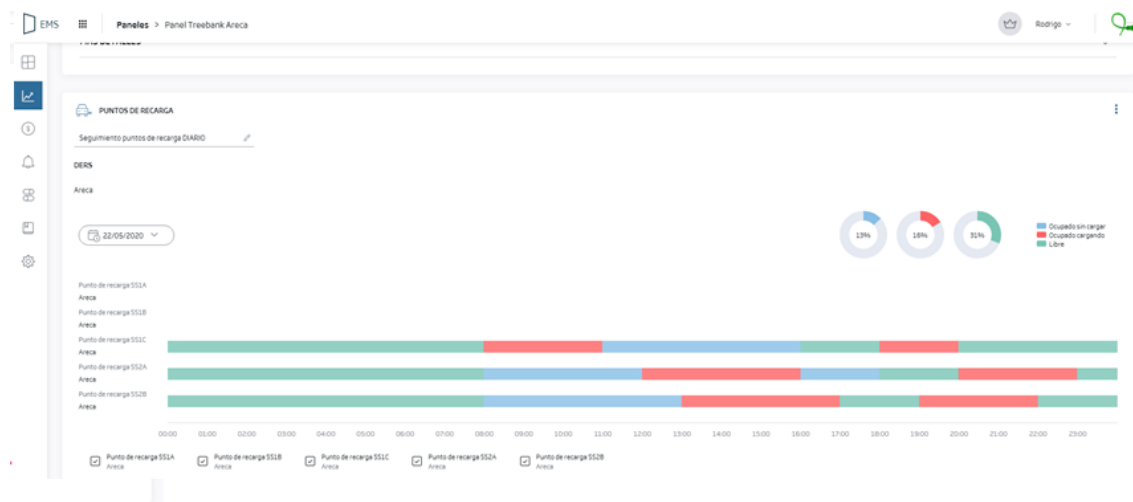 EMS Paneles > Panel Treebank Areca Rodrigo
PUNTOS DE RECARGA
Seguimiento puntos de recarga DIARIO
DERS
Areca
22/05/2020
13% 16% 31%
Ocupado sin cargar
Ocupado cargando
Libre
Punto de recarga SS1A
Areca
Punto de recarga SS1B
Areca
Punto de recarga SS1C
Areca
Punto de recarga SS2A
Areca
Punto de recarga SS2B
Areca
00:00 01:00 02:00 03:00 04:00 05:00 06:00 07:00 08:00 09:00 10:00 11:00 12:00 13:00 14:00 15:00 16:00 17:00 18:00 19:00 20:00 21:00 22:00 23:00
Punto de recarga SS1A Punto de recarga SS1B Punto de recarga SS1C Punto de recarga SS2A Punto de recarga SS2B
Areca Areca Areca Areca Areca